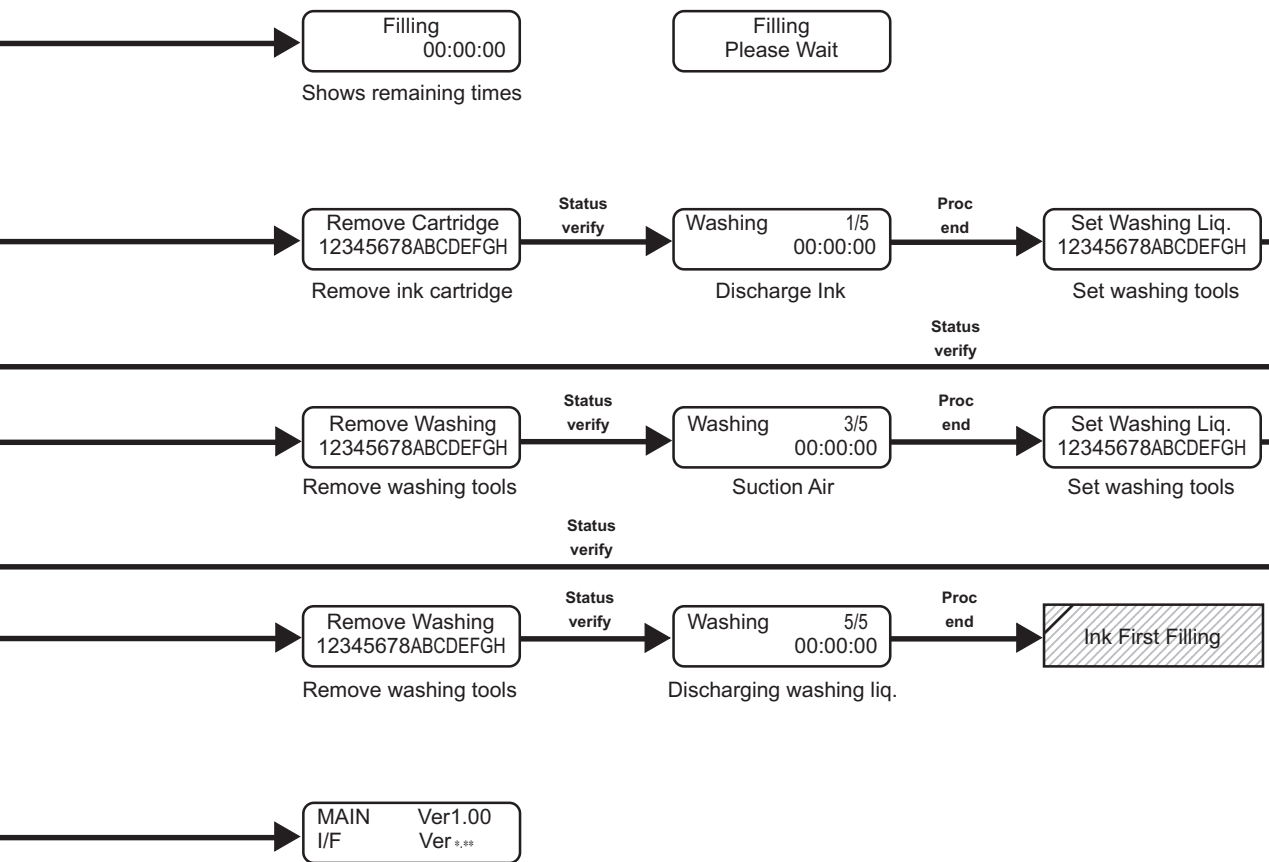 Filling
00:00:00
Shows remaining times
Filling
Please Wait
Remove Cartridge
12345678ABCDEFGH
Remove ink cartridge
Status
verify
Washing 1/5
00:00:00
Discharge Ink
Proc
end
Set Washing Liq.
12345678ABCDEFGH
Set washing tools
Status
verify
Remove Washing
12345678ABCDEFGH
Remove washing tools
Status
verify
Washing 3/5
00:00:00
Suction Air
Proc
end
Set Washing Liq.
12345678ABCDEFGH
Set washing tools
Status
verify
Remove Washing
12345678ABCDEFGH
Remove washing tools
Status
verify
Washing 5/5
00:00:00
Discharging washing liq.
Proc
end
Ink First Filling
MAIN Ver1.00
I/F Ver*.**